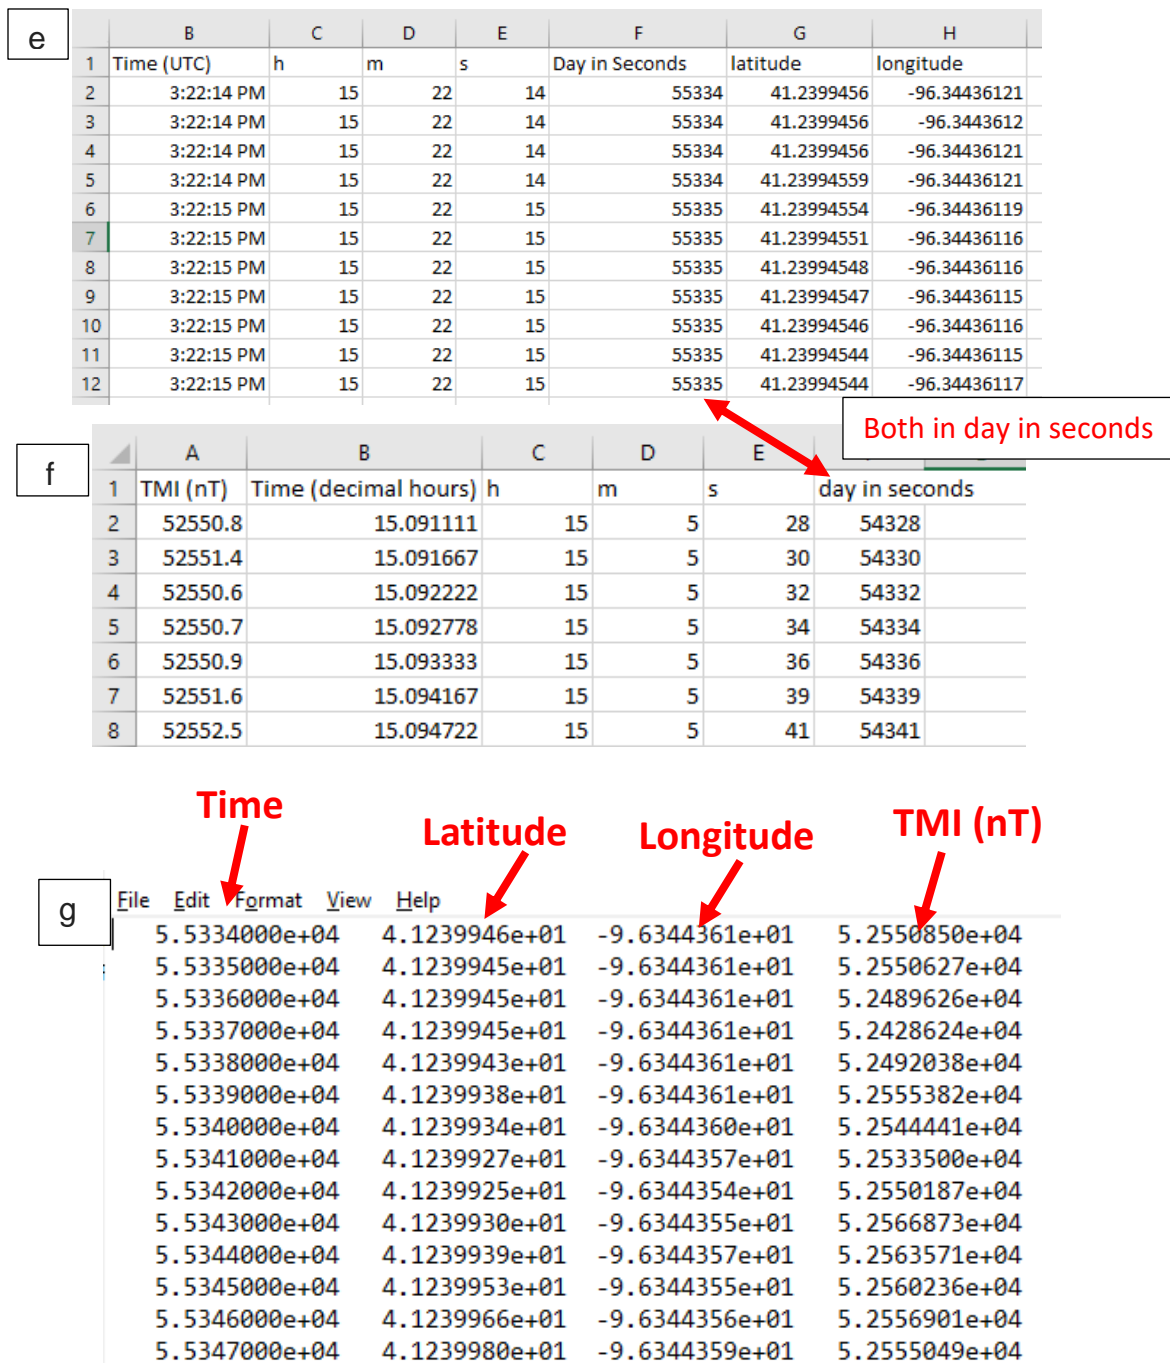 e
B C D E F G H
1 Time (UTC) h m s Day in Seconds latitude longitude
2 3:22:14 PM 15 22 14 55334 41.2399456 -96.34436121
3 3:22:14 PM 15 22 14 55334 41.2399456 -96.3443612
4 3:22:14 PM 15 22 14 55334 41.2399456 -96.34436121
5 3:22:14 PM 15 22 14 55334 41.23994559 -96.34436121
6 3:22:15 PM 15 22 15 55335 41.23994554 -96.34436119
7 3:22:15 PM 15 22 15 55335 41.23994551 -96.34436116
8 3:22:15 PM 15 22 15 55335 41.23994548 -96.34436116
9 3:22:15 PM 15 22 15 55335 41.23994547 -96.34436115
10 3:22:15 PM 15 22 15 55335 41.23994546 -96.34436116
11 3:22:15 PM 15 22 15 55335 41.23994544 -96.34436115
12 3:22:15 PM 15 22 15 55335 41.23994544 -96.34436117
Both in day in seconds
f
A B C D E
1 TMI (nT) Time (decimal hours) h m s day in seconds
2 52550.8 15.091111 15 5 28 54328
3 52551.4 15.091667 15 5 30 54330
4 52550.6 15.092222 15 5 32 54332
5 52550.7 15.092778 15 5 34 54334
6 52550.9 15.093333 15 5 36 54336
7 52551.6 15.094167 15 5 39 54339
8 52552.5 15.094722 15 5 41 54341
Time Latitude Longitude TMI (nT)
g
File Edit Format View Help
5.5334000e+04 4.1239946e+01 -9.6344361e+01 5.2550850e+04
5.5335000e+04 4.1239945e+01 -9.6344361e+01 5.2550627e+04
5.5336000e+04 4.1239945e+01 -9.6344361e+01 5.2489626e+04
5.5337000e+04 4.1239945e+01 -9.6344361e+01 5.2428624e+04
5.5338000e+04 4.1239943e+01 -9.6344361e+01 5.2492038e+04
5.5339000e+04 4.1239938e+01 -9.6344361e+01 5.2555382e+04
5.5340000e+04 4.1239934e+01 -9.6344360e+01 5.2544441e+04
5.5341000e+04 4.1239927e+01 -9.6344357e+01 5.2533500e+04
5.5342000e+04 4.1239925e+01 -9.6344354e+01 5.2550187e+04
5.5343000e+04 4.1239930e+01 -9.6344355e+01 5.2566873e+04
5.5344000e+04 4.1239939e+01 -9.6344357e+01 5.2563571e+04
5.5345000e+04 4.1239953e+01 -9.6344355e+01 5.2560236e+04
5.5346000e+04 4.1239966e+01 -9.6344356e+01 5.2556901e+04
5.5347000e+04 4.1239980e+01 -9.6344359e+01 5.2555049e+04